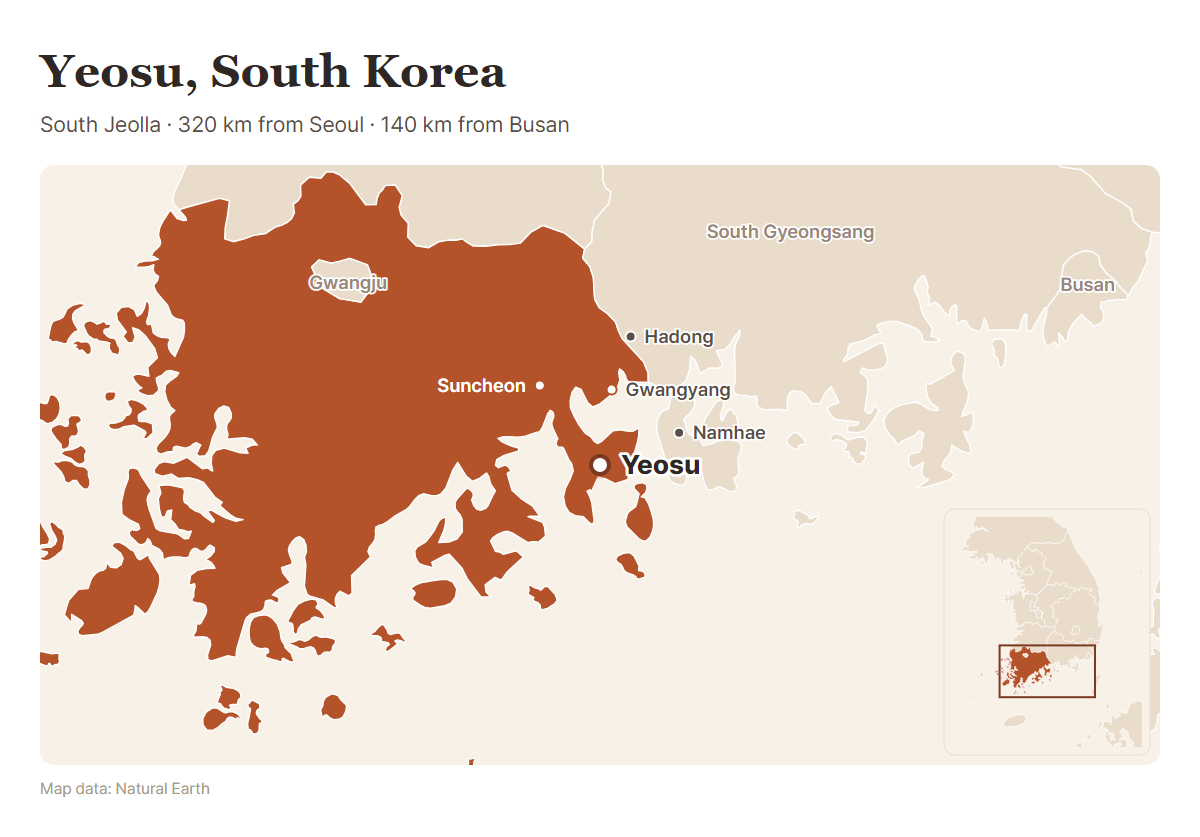 Yeosu, South Korea
South Jeolla · 320 km from Seoul · 140 km from Busan
South Gyeongsang
Gwangju
Busan
Hadong
Suncheon
Gwangyang
Namhae
Yeosu
Map data: Natural Earth